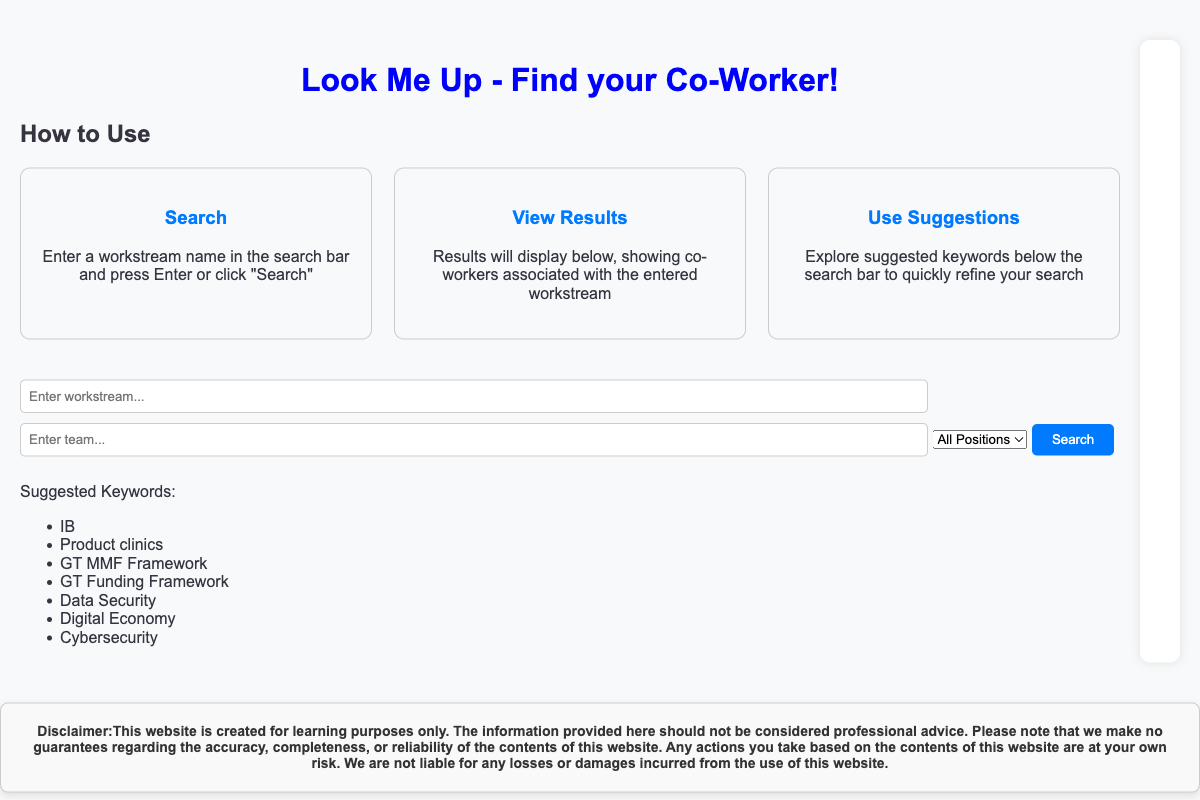 Look Me Up - Find your Co-Worker!
How to Use
Search
Enter a workstream name in the search bar
and press Enter or click "Search"
View Results
Results will display below, showing co-
workers associated with the entered
workstream
Use Suggestions
Explore suggested keywords below the
search bar to quickly refine your search
Enter workstream...
Enter team...
All Positions
Search
Suggested Keywords:
• IB
• Product clinics
• GT MMF Framework
• GT Funding Framework
• Data Security
• Digital Economy
• Cybersecurity
Disclaimer:This website is created for learning purposes only. The information provided here should not be considered professional advice. Please note that we make no
guarantees regarding the accuracy, completeness, or reliability of the contents of this website. Any actions you take based on the contents of this website are at your own
risk. We are not liable for any losses or damages incurred from the use of this website.